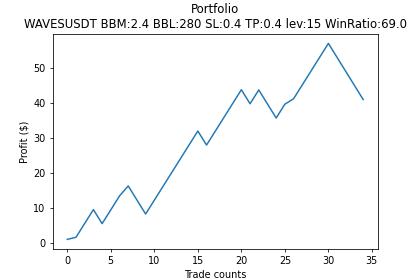 Portfolio
WAVESUSDT BBM:2.4 BBL:280 SL:0.4 TP:0.4 lev:15 WinRatio:69.0
Profit ($)
50
40
30
20
10
0
0 5 10 15 20 25 30 35
Trade counts